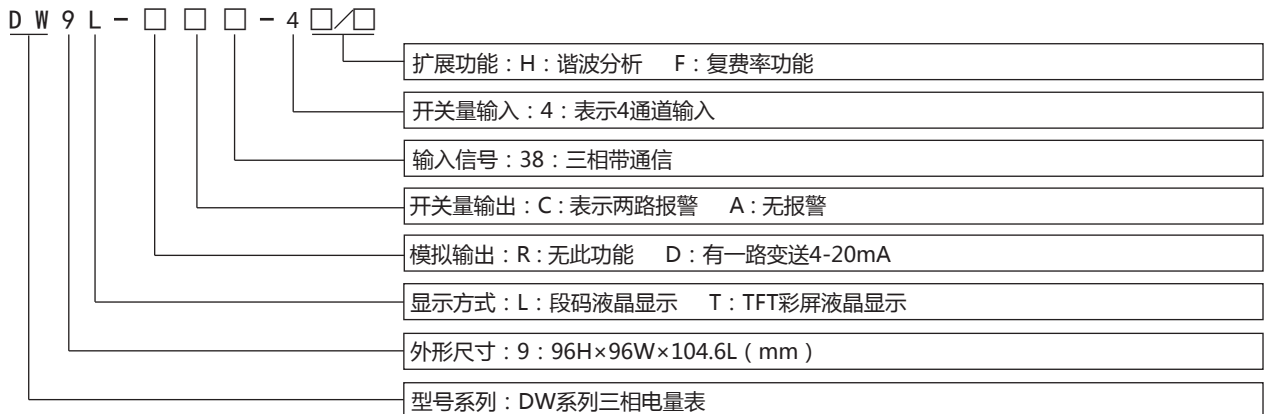 DW9L-□□□-4□/□
扩展功能：H：谐波分析 F：复费率功能
开关量输入：4：表示4通道输入
输入信号：38：三相带通信
开关量输出：C：表示两路报警 A：无报警
模拟输出：R：无此功能 D：有一路变送4-20mA
显示方式：L：段码液晶显示 T：TFT彩屏液晶显示
外形尺寸：9：96H×96W×104.6L（mm）
型号系列：DW系列三相电量表